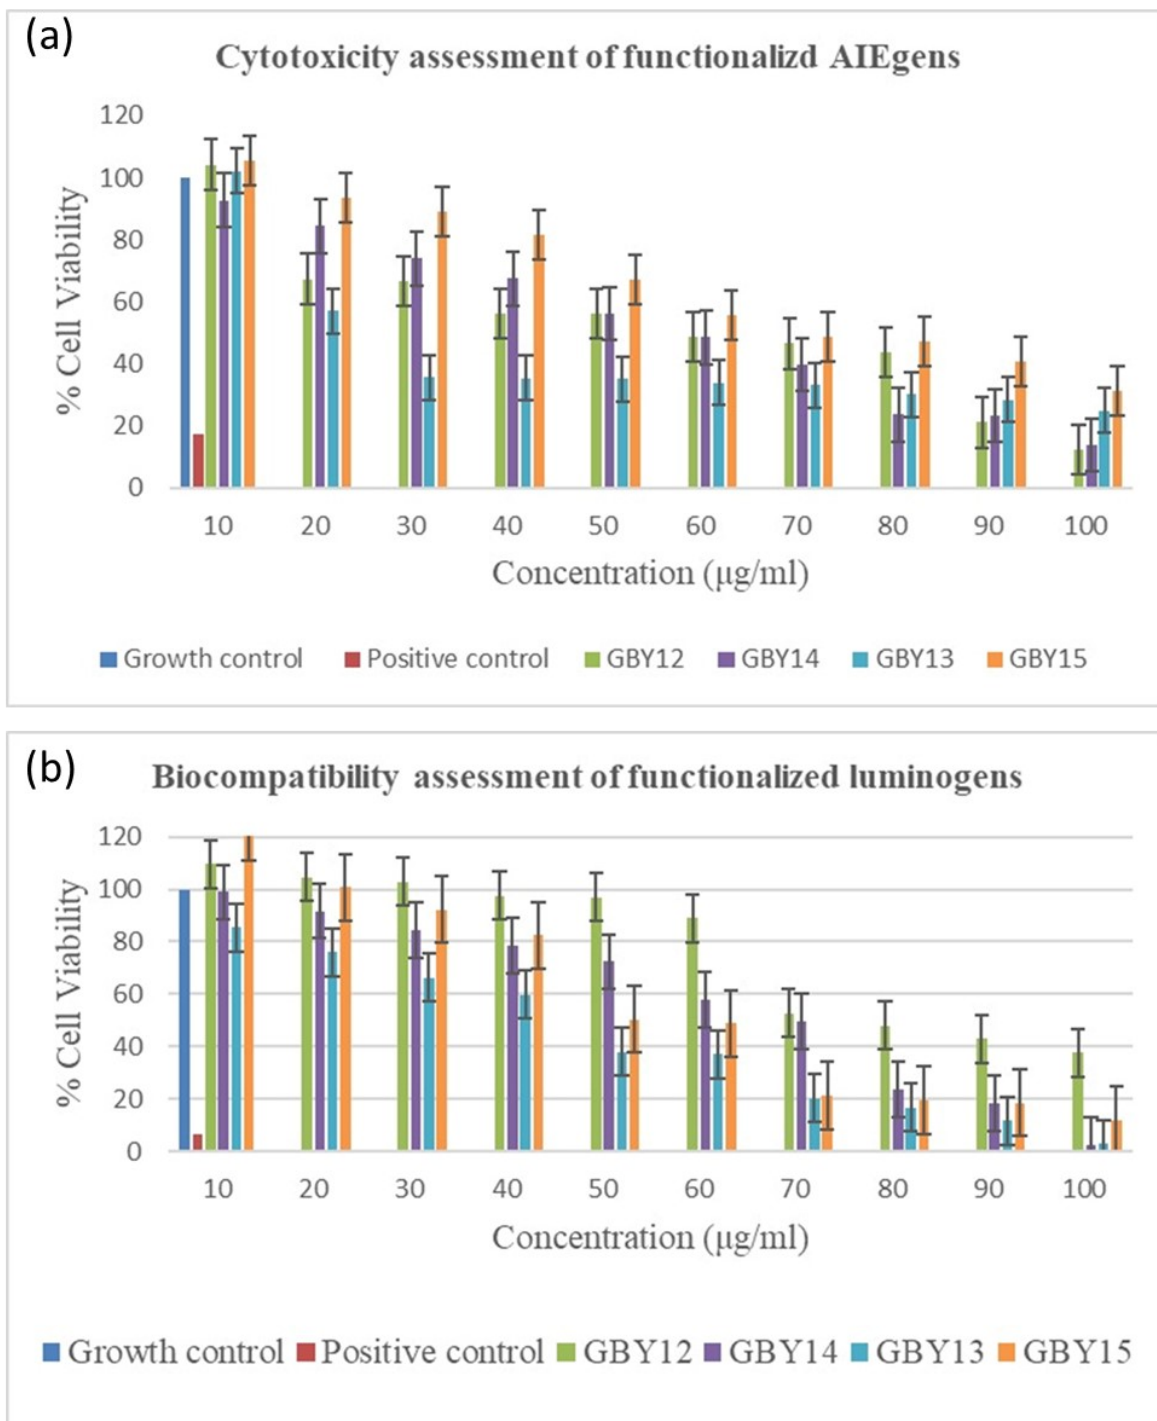 (a)
Cytotoxicity assessment of functionalizd AIEgens
120
100
80
60
40
20
0
% Cell Viability
10 20 30 40 50 60 70 80 90 100
Concentration (μg/ml)
Growth control Positive control GBY12 GBY14 GBY13 GBY15
(b)
Biocompatibility assessment of functionalized luminogens
120
100
80
60
40
20
0
% Cell Viability
10 20 30 40 50 60 70 80 90 100
Concentration (μg/ml)
Growth control Positive control GBY12 GBY14 GBY13 GBY15